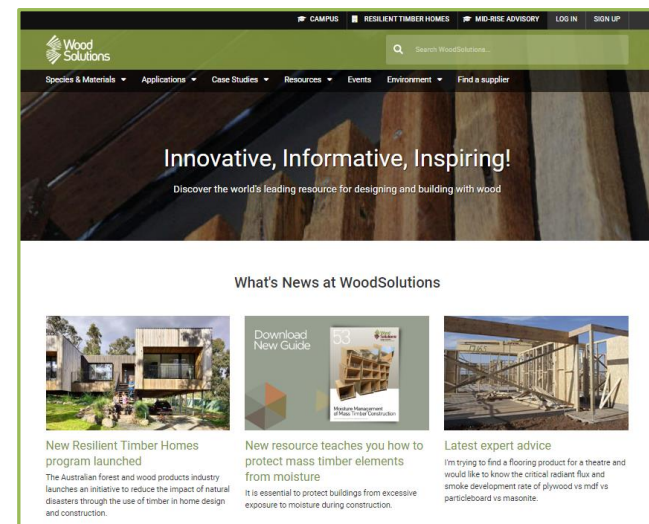 CAMPUS RESILIENT TIMBER HOMES MID-RISE ADVISORY LOG IN SIGN UP
Wood
Solutions
Search WoodSolutions...
Species & Materials Applications Case Studies Resources Events Environment Find a supplier
Innovative, Informative, Inspiring!
Discover the world's leading resource for designing and building with wood
What's News at WoodSolutions
Download
New Guide
53
Wood
Solutions
Moisture Management
of Mass Timber Construction
New Resilient Timber Homes
program launched
The Australian forest and wood products industry
launches an initiative to reduce the impact of natural
disasters through the use of timber in home design
and construction.
New resource teaches you how to
protect mass timber elements
from moisture
It is essential to protect buildings from excessive
exposure to moisture during construction.
Latest expert advice
I'm trying to find a flooring product for a theatre and
would like to know the critical radiant flux and
smoke development rate of plywood vs mdf vs
particleboard vs masonite.